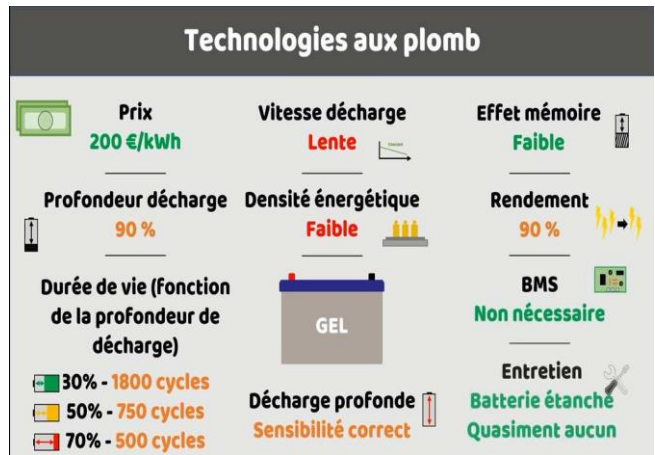 Technologies aux plomb
Prix
200 €/kWh
Vitesse décharge
Lente
Effet mémoire
Faible
Profondeur décharge
90 %
Densité énergétique
Faible
Rendement
90 %
Durée de vie (fonction
de la profondeur de
décharge)
30% - 1800 cycles
50% - 750 cycles
70% - 500 cycles
GEL
Décharge profonde
Sensibilité correct
BMS
Non nécessaire
Entretien
Batterie étanche
Quasiment aucun